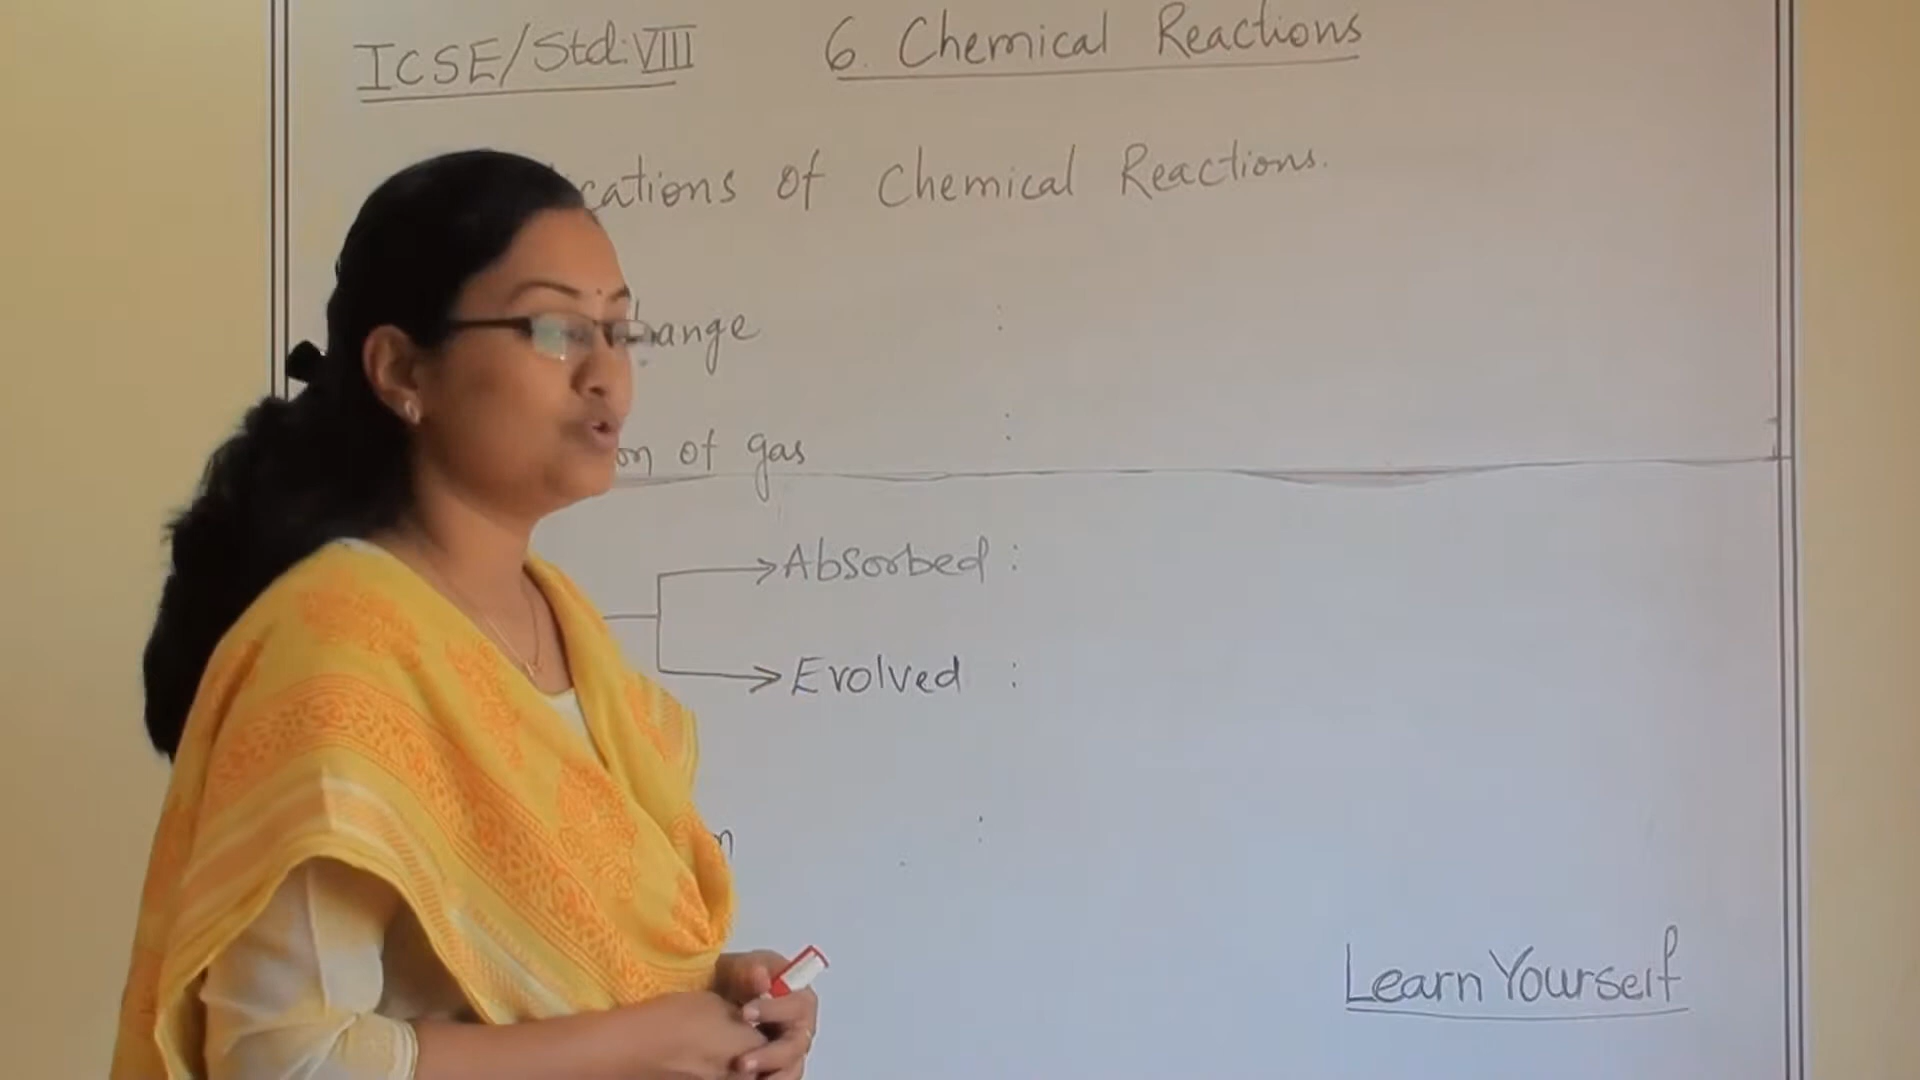 ICSE/Std:VIII 6. Chemical Reactions
cations of Chemical Reactions.
hange :
on of gas :
Absorbed :
Evolved :
n :
Learn Yourself